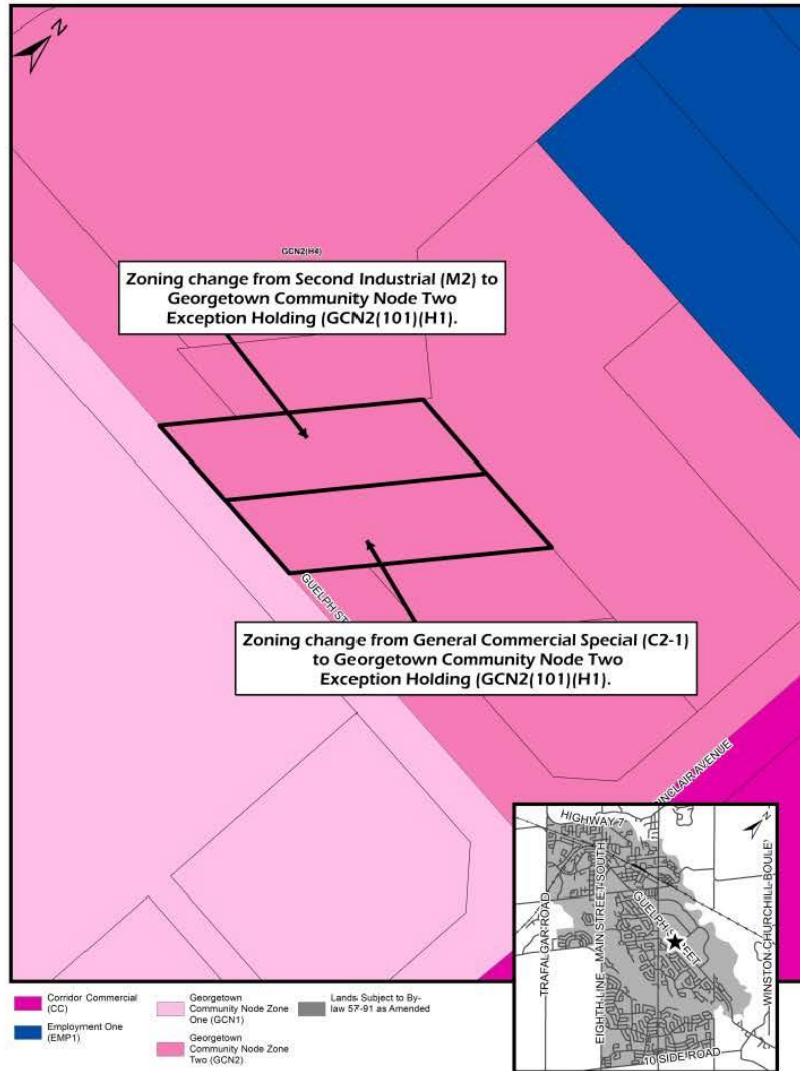 N
GCN2(H4)
Zoning change from Second Industrial (M2) to
Georgetown Community Node Two
Exception Holding (GCN2(101)(H1).
GUELPH ST
Zoning change from General Commercial Special (C2-1)
to Georgetown Community Node Two
Exception Holding (GCN2(101)(H1).
INCLAIR AVENUE
N
HIGHWAY 7
TRAFALGAR ROAD
EIGHTH LINE
MAIN STREET SOUTH
GUELPH STREET
WINSTON CHURCHILL BOULE
10 SIDE ROAD
Corridor Commercial
(CC)
Employment One
(EMP1)
Georgetown
Community Node Zone
One (GCN1)
Georgetown
Community Node Zone
Two (GCN2)
Lands Subject to By-
law 57-91 as Amended